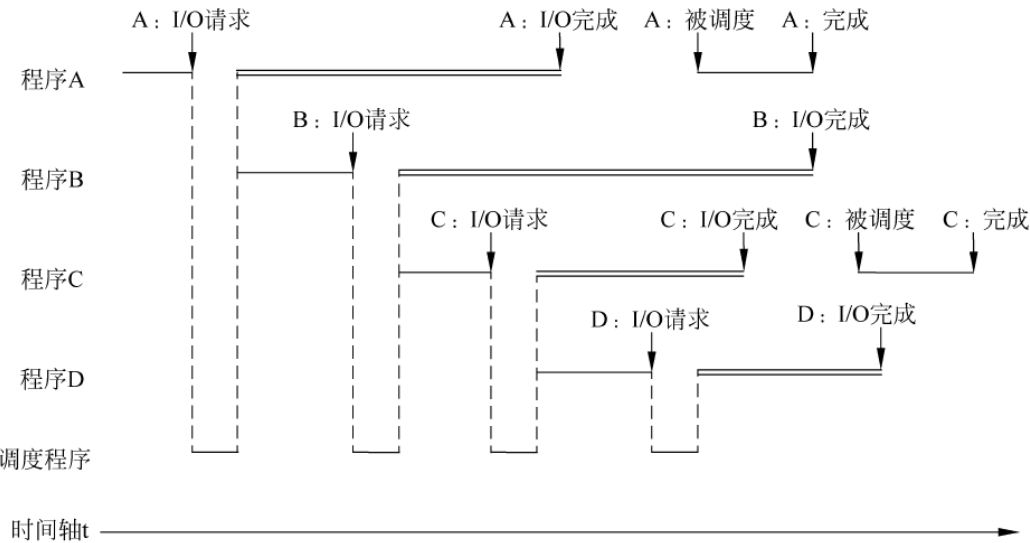 A：I/O请求
A：I/O完成
A：被调度
A：完成
程序A
B：I/O请求
B：I/O完成
程序B
C：I/O请求
C：I/O完成
C：被调度
C：完成
程序C
D：I/O请求
D：I/O完成
程序D
调度程序
时间轴t